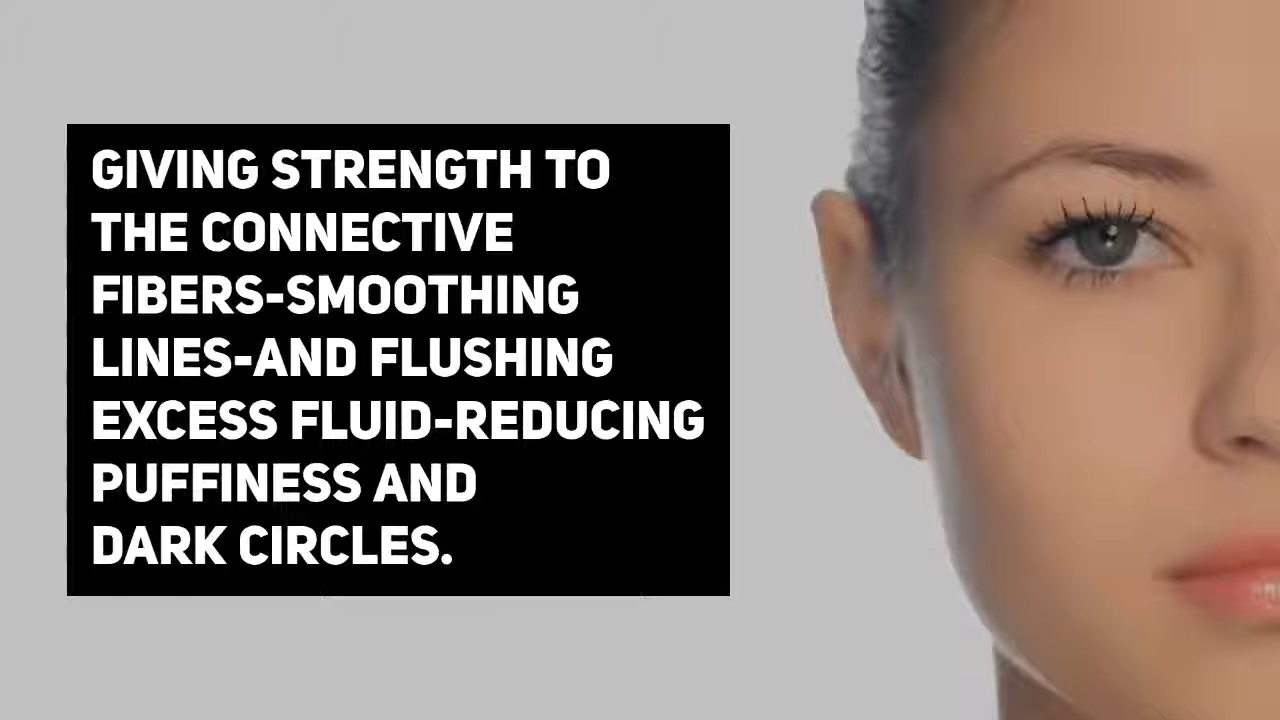 GIVING STRENGTH TO
THE CONNECTIVE
FIBERS-SMOOTHING
LINES-AND FLUSHING
EXCESS FLUID-REDUCING
PUFFINESS AND
DARK CIRCLES.